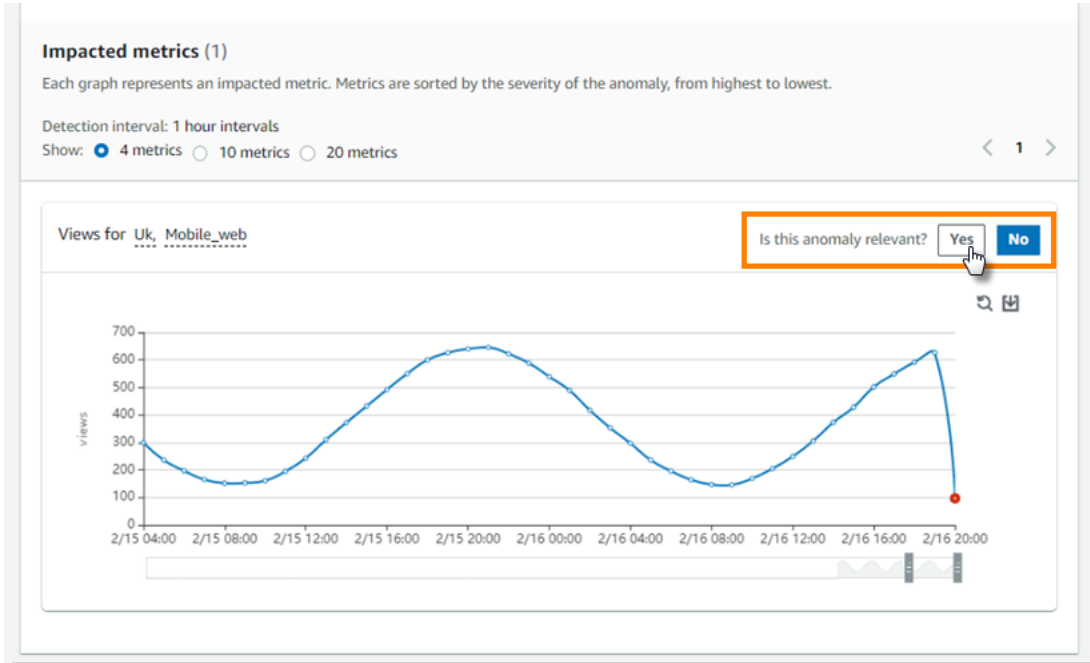 Impacted metrics (1)
Each graph represents an impacted metric. Metrics are sorted by the severity of the anomaly, from highest to lowest.
Detection interval: 1 hour intervals
Show: 4 metrics 10 metrics 20 metrics
< 1 >
Views for Uk, Mobile_web
Is this anomaly relevant? Yes No
700
600
500
400
300
200
100
0
views
2/15 04:00 2/15 08:00 2/15 12:00 2/15 16:00 2/15 20:00 2/16 00:00 2/16 04:00 2/16 08:00 2/16 12:00 2/16 16:00 2/16 20:00